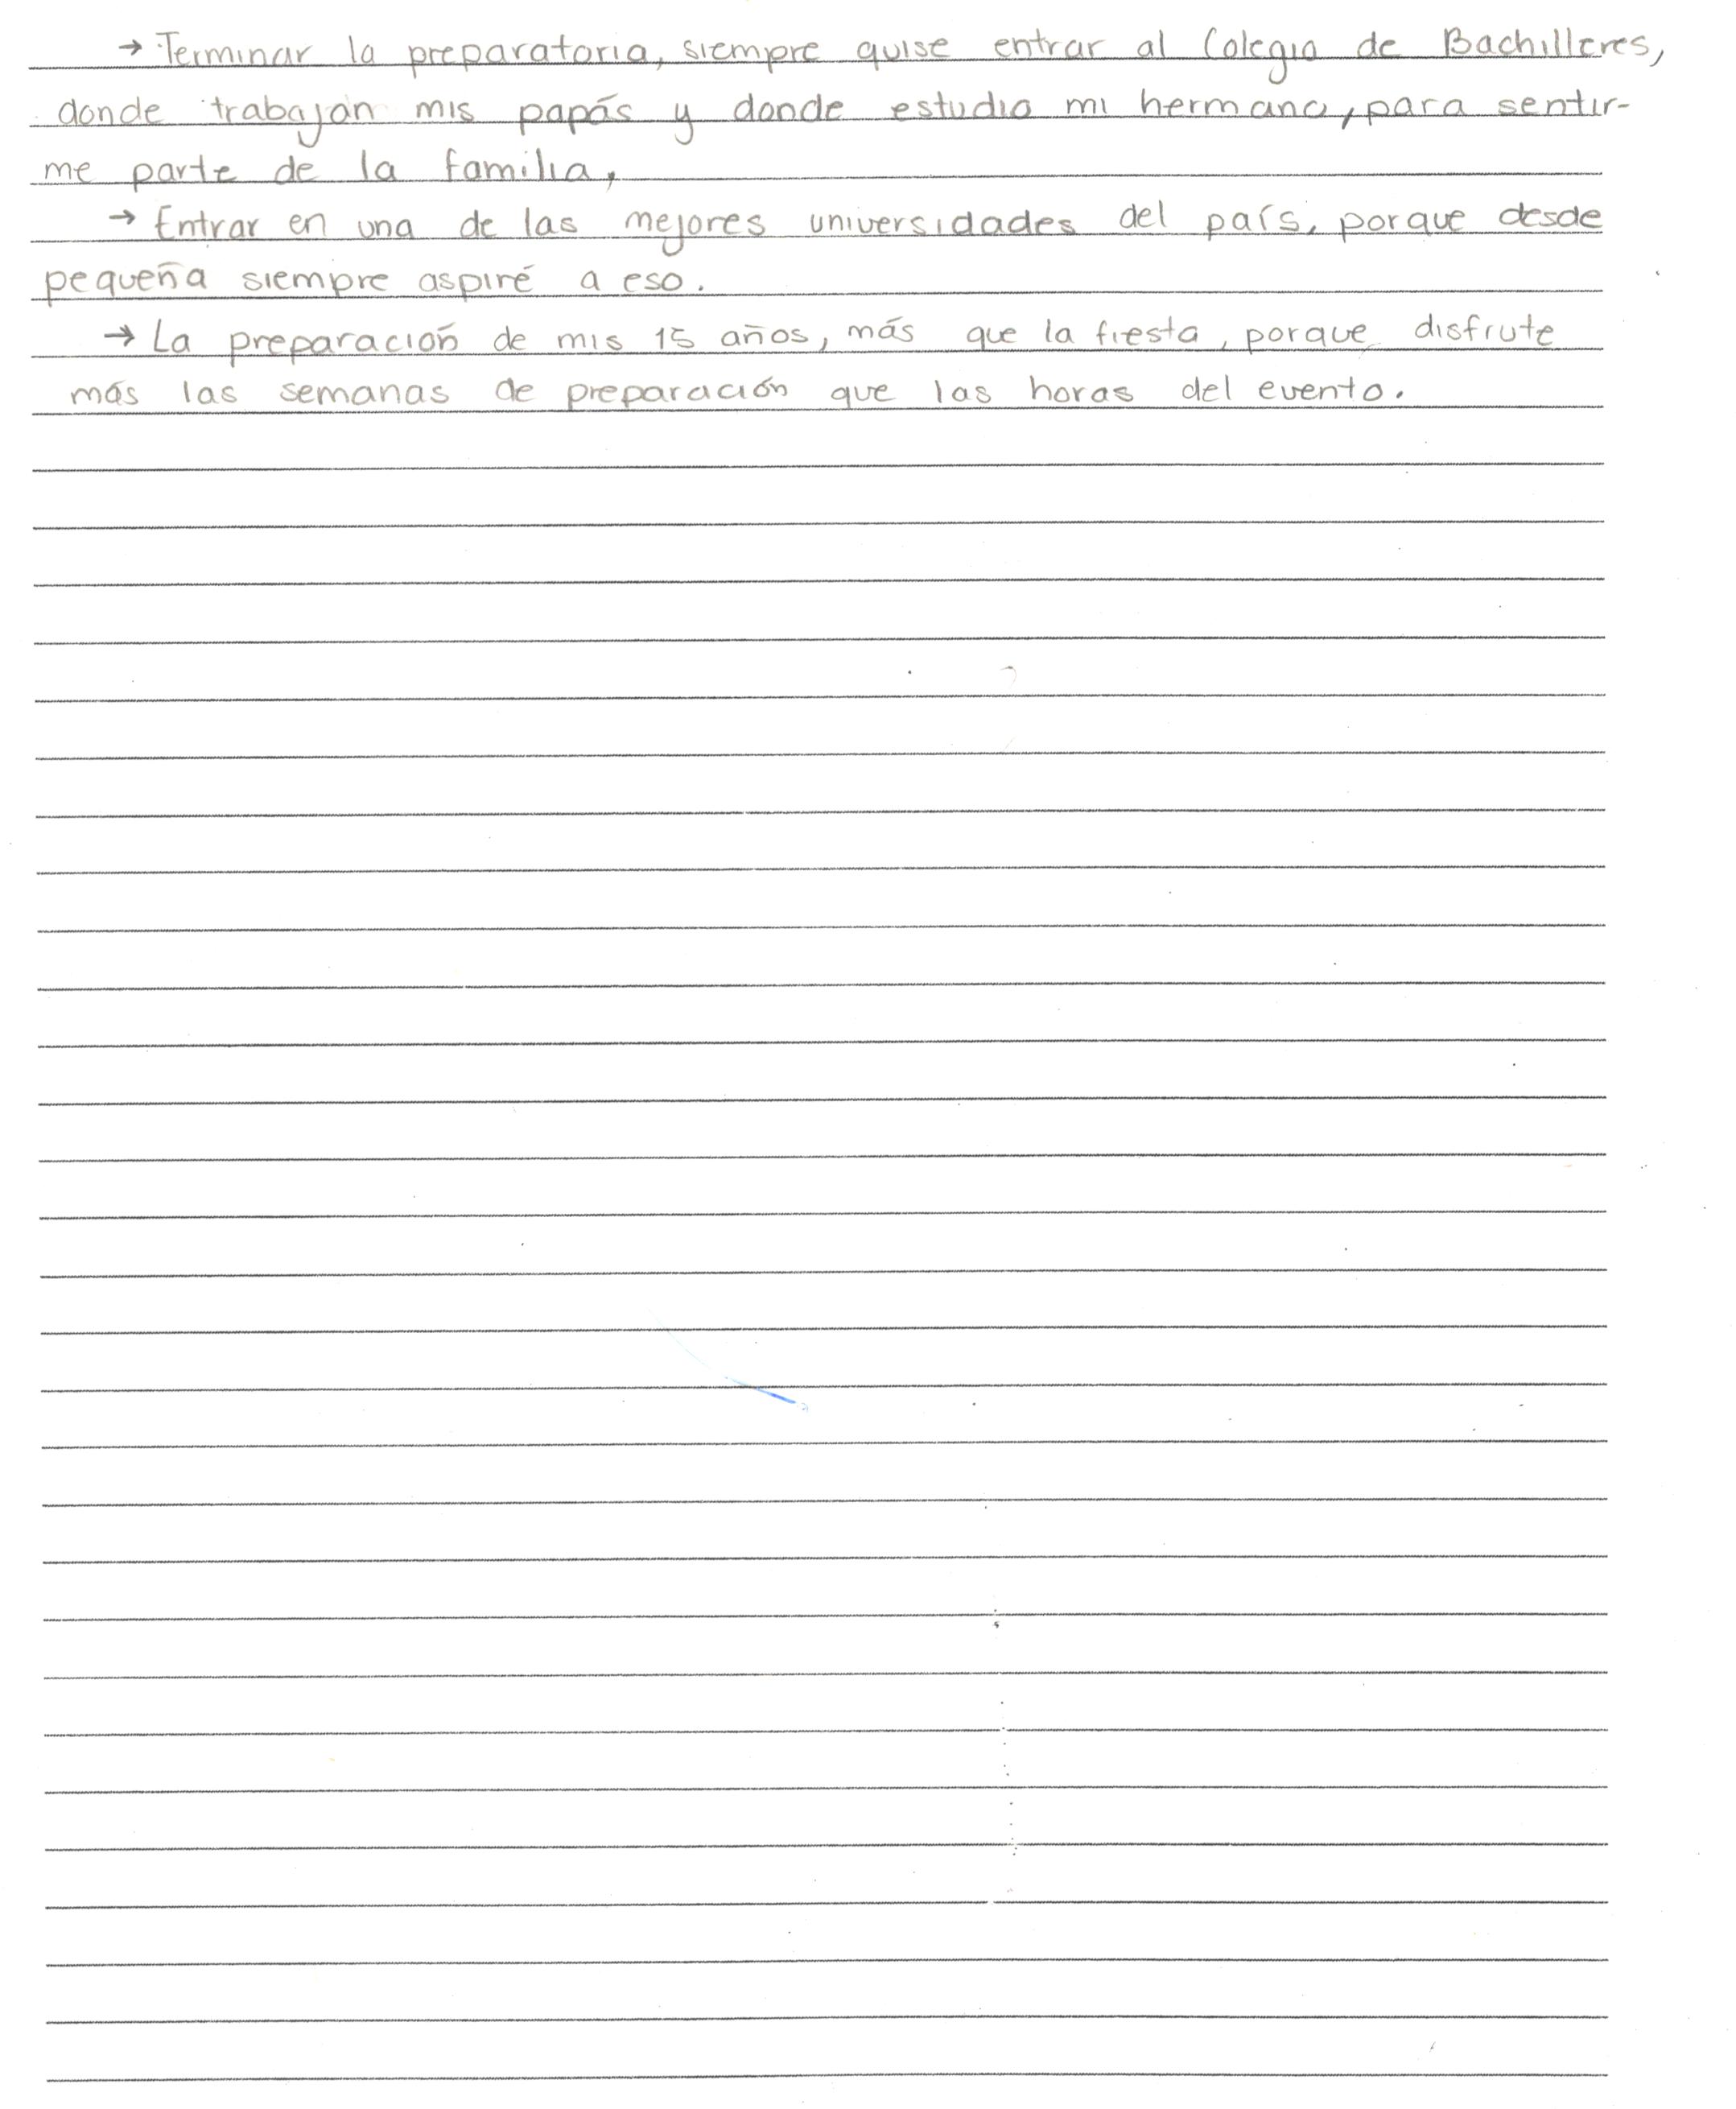 → Terminar la preparatoria, siempre quise entrar al Colegio de Bachilleres,
donde trabajan mis papás y donde estudio mi hermana, para sentir-
me parte de la familia,
→ Entrar en una de las mejores universidades del país, porque desde
pequeña siempre aspiré a eso.
→ La preparación de mis 15 años, más que la fiesta, porque disfrute
más las semanas de preparación que las horas del evento.